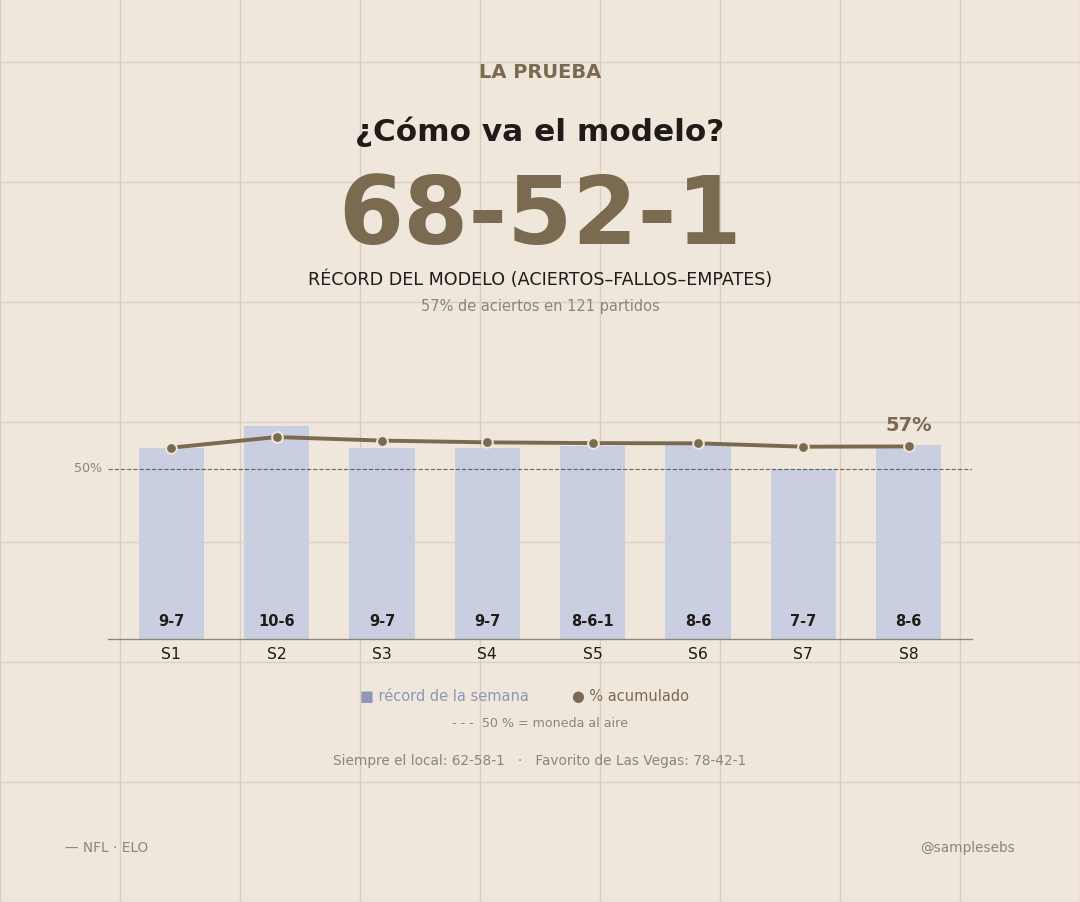 LA PRUEBA
¿Cómo va el modelo?
68-52-1
RÉCORD DEL MODELO (ACIERTOS–FALLOS–EMPATES)
57% de aciertos en 121 partidos
57%
50%
9-7 10-6 9-7 9-7 8-6-1 8-6 7-7 8-6
S1 S2 S3 S4 S5 S6 S7 S8
■ récord de la semana ● % acumulado
- - - 50 % = moneda al aire
Siempre el local: 62-58-1 · Favorito de Las Vegas: 78-42-1
— NFL · ELO @samplesebs